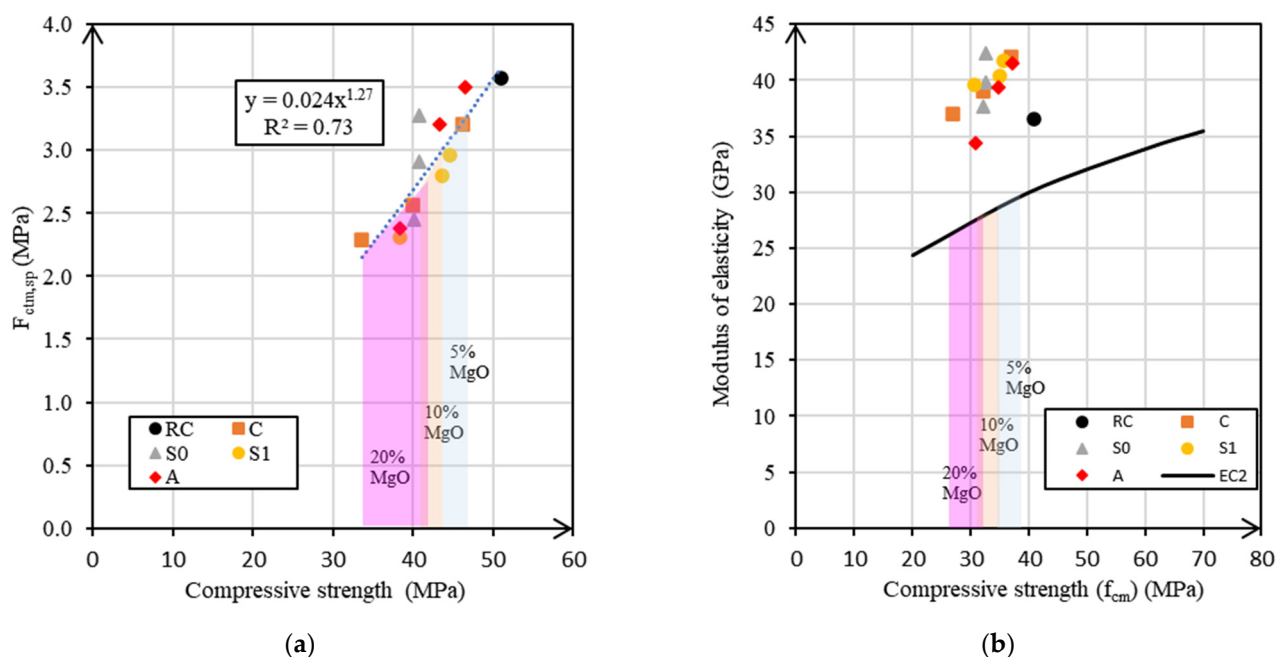 4.0
3.5
3.0
2.5
2.0
1.5
1.0
0.5
0.0
F_ctm,sp (MPa)
y = 0.024x^1.27
R² = 0.73
5%
MgO
10%
MgO
20%
MgO
RC C
S0 S1
A
0 10 20 30 40 50 60
Compressive strength (MPa)
(a)
45
40
35
30
25
20
15
10
5
0
Modulus of elasticity (GPa)
5%
MgO
10%
MgO
20%
MgO
RC C
S0 S1
A EC2
0 10 20 30 40 50 60 70 80
Compressive strength (f_cm) (MPa)
(b)